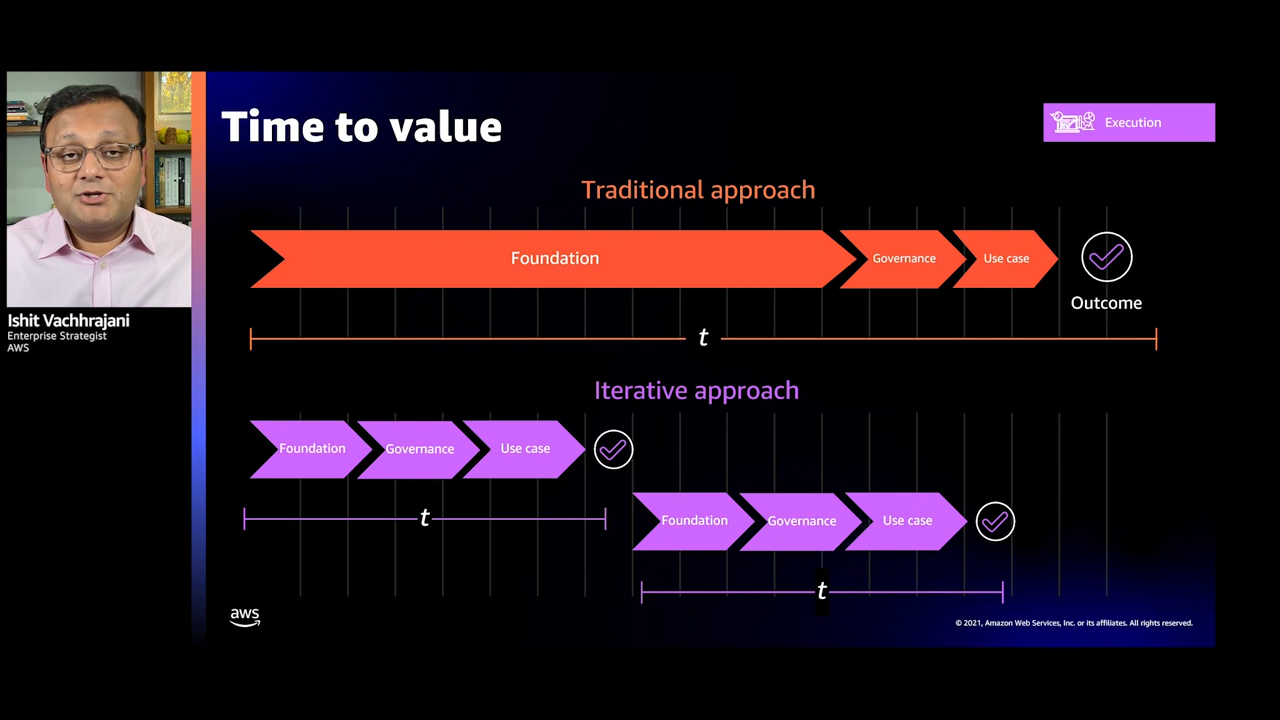 Time to value
Execution
Traditional approach
Foundation
Governance
Use case
Outcome
t
Ishit Vachhrajani
Enterprise Strategist
AWS
Iterative approach
Foundation
Governance
Use case
t
Foundation
Governance
Use case
t
aws
© 2021, Amazon Web Services, Inc. or its affiliates. All rights reserved.